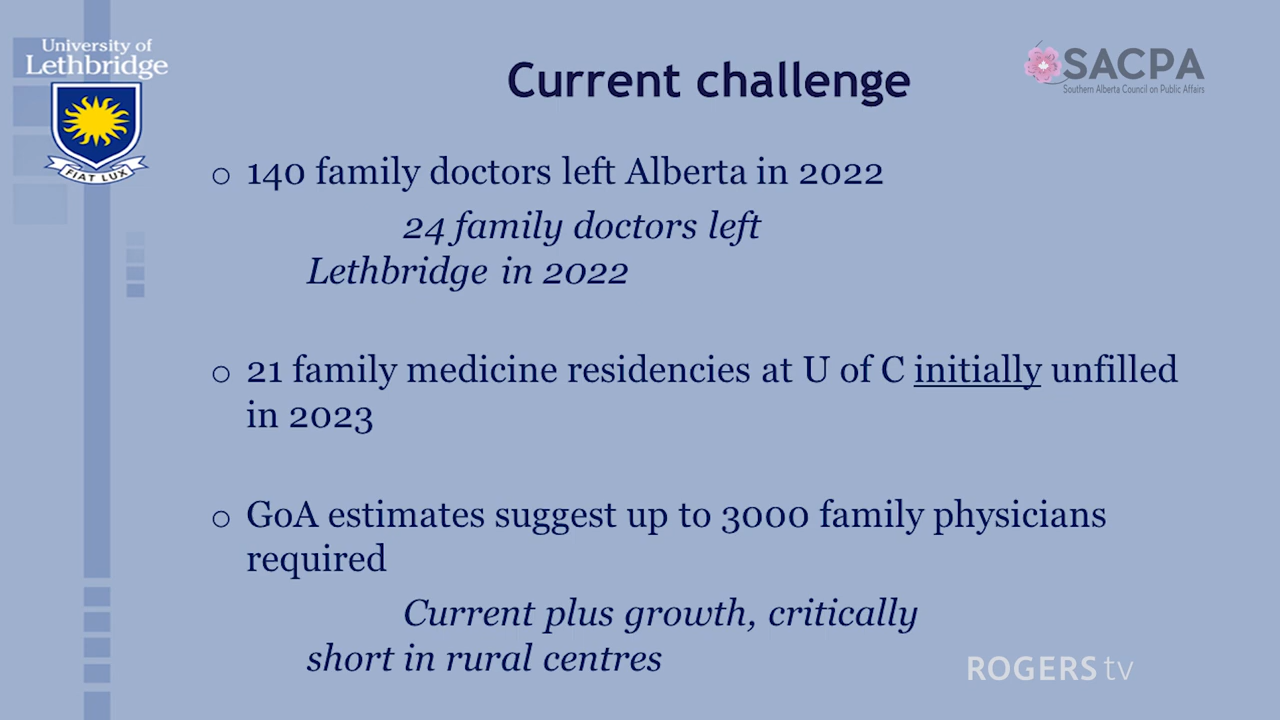 University of
Lethbridge
FIAT LUX
Current challenge
SACPA
Southern Alberta Council on Public Affairs
140 family doctors left Alberta in 2022
24 family doctors left
Lethbridge in 2022
21 family medicine residencies at U of C initially unfilled
in 2023
GoA estimates suggest up to 3000 family physicians
required
Current plus growth, critically
short in rural centres
ROGERS tv